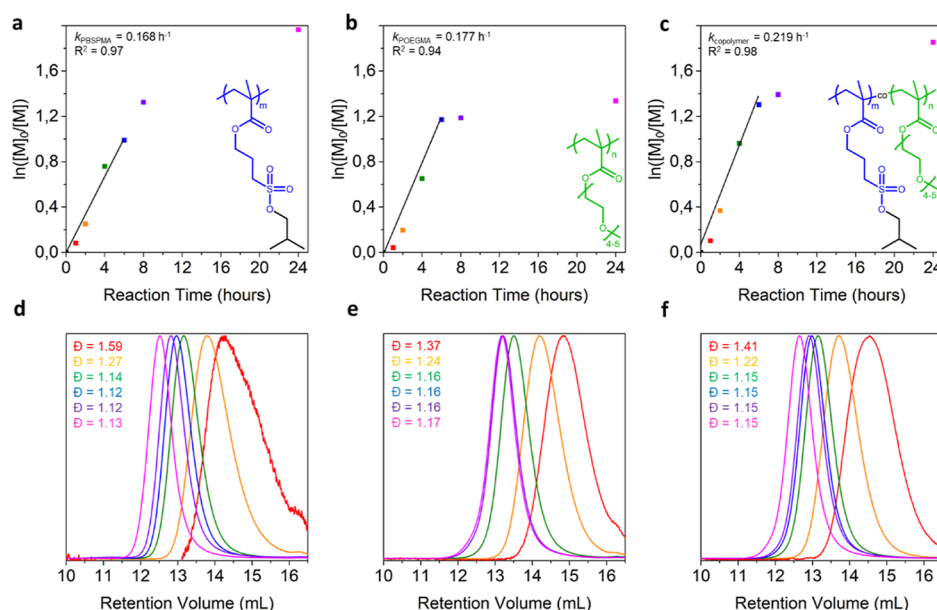 a
k_PBSPMA = 0.168 h⁻¹
R² = 0.97
ln([M]₀/[M])
1,6
1,2
0,8
0,4
0,0
0 4 8 12 16 20 24
Reaction Time (hours)
m
O
O
S
O
O
O
b
k_POEGMA = 0.177 h⁻¹
R² = 0.94
ln([M]₀/[M])
1,6
1,2
0,8
0,4
0,0
0 4 8 12 16 20 24
Reaction Time (hours)
n
O
O
O
4-5
c
k_copolymer = 0.219 h⁻¹
R² = 0.98
ln([M]₀/[M])
1,6
1,2
0,8
0,4
0,0
0 4 8 12 16 20 24
Reaction Time (hours)
m
co
n
O
O
O
O
O
4-5
S
O
O
O
d
Đ = 1.59
Đ = 1.27
Đ = 1.14
Đ = 1.12
Đ = 1.12
Đ = 1.13
10 11 12 13 14 15 16
Retention Volume (mL)
e
Đ = 1.37
Đ = 1.24
Đ = 1.16
Đ = 1.16
Đ = 1.16
Đ = 1.17
10 11 12 13 14 15 16
Retention Volume (mL)
f
Đ = 1.41
Đ = 1.22
Đ = 1.15
Đ = 1.15
Đ = 1.15
Đ = 1.15
10 11 12 13 14 15 16
Retention Volume (mL)